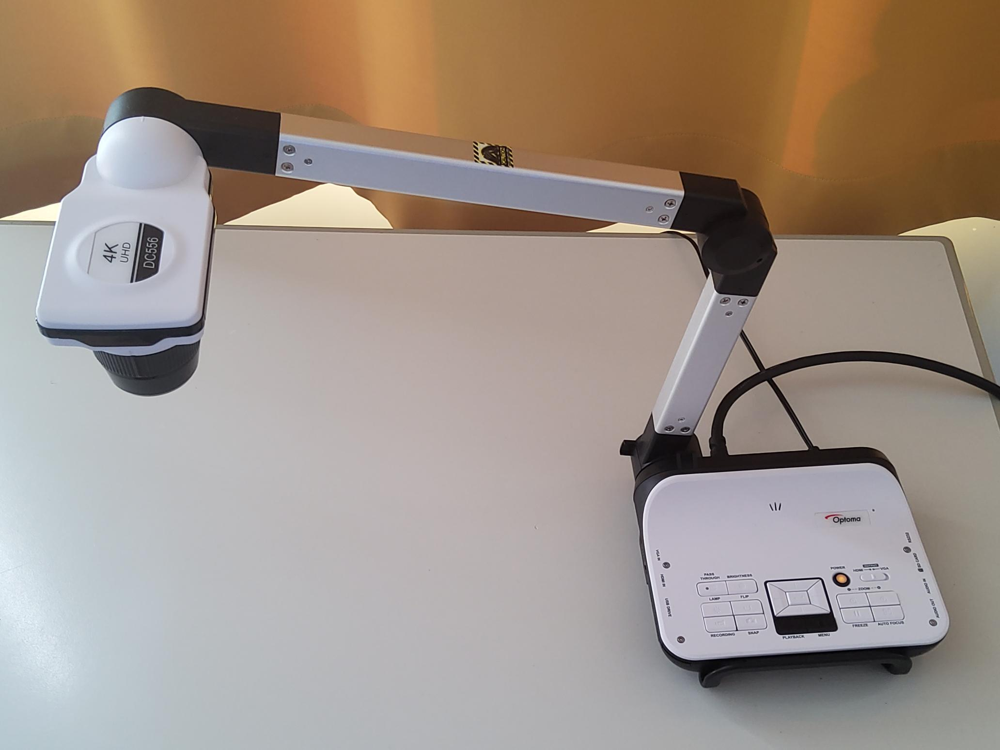 4K
UHD
DC556
CAUTION
Optoma
VGA IN
HDMI IN
USB DRIVE
RS232
SD CARD
AUDIO IN
AUDIO OUT
PASS
THROUGH
BRIGHTNESS
LAMP
FLIP
RECORDING
SNAP
PLAYBACK
MENU
POWER
OUTPUT
HDMI
VGA
ZOOM
FREEZE
AUTO FOCUS